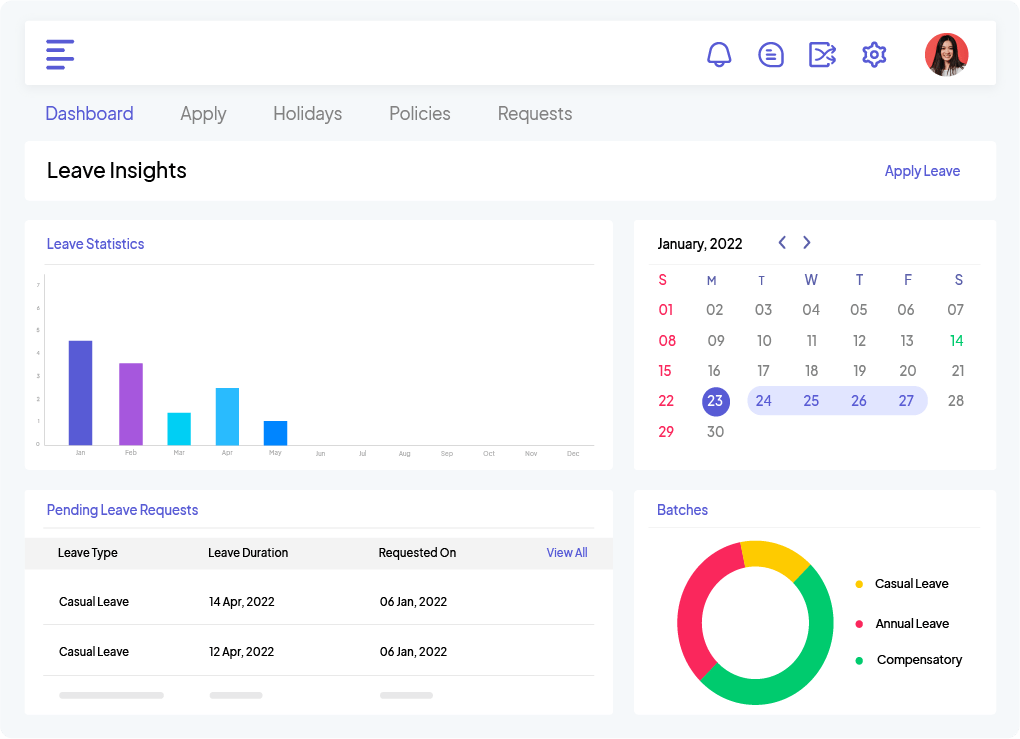 Dashboard Apply Holidays Policies Requests
Leave Insights Apply Leave
Leave Statistics
7
6
5
4
3
2
1
0
Jan Feb Mar Apr May Jun Jul Aug Sep Oct Nov Dec
January, 2022
S M T W T F S
01 02 03 04 05 06 07
08 09 10 11 12 13 14
15 16 17 18 19 20 21
22 23 24 25 26 27 28
29 30
Pending Leave Requests
Leave Type Leave Duration Requested On View All
Casual Leave 14 Apr, 2022 06 Jan, 2022
Casual Leave 12 Apr, 2022 06 Jan, 2022
Batches
Casual Leave
Annual Leave
Compensatory